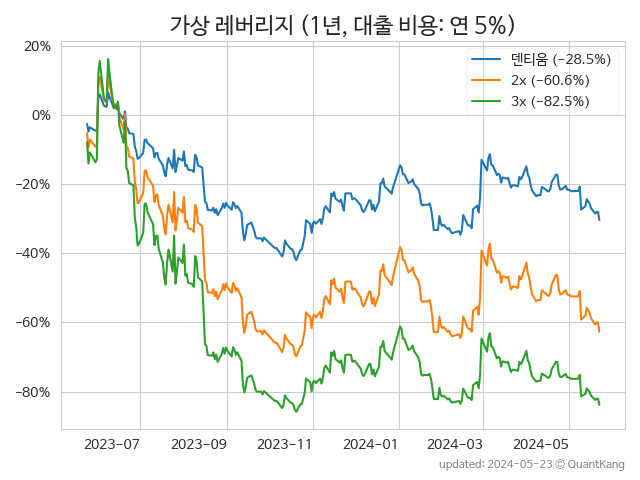 가상 레버리지 (1년, 대출 비용: 연 5%)
덴티움 (−28.5%)
2x (−60.6%)
3x (−82.5%)
20%
0%
−20%
−40%
−60%
−80%
2023−07 2023−09 2023−11 2024−01 2024−03 2024−05
updated: 2024−05−23 © QuantKang